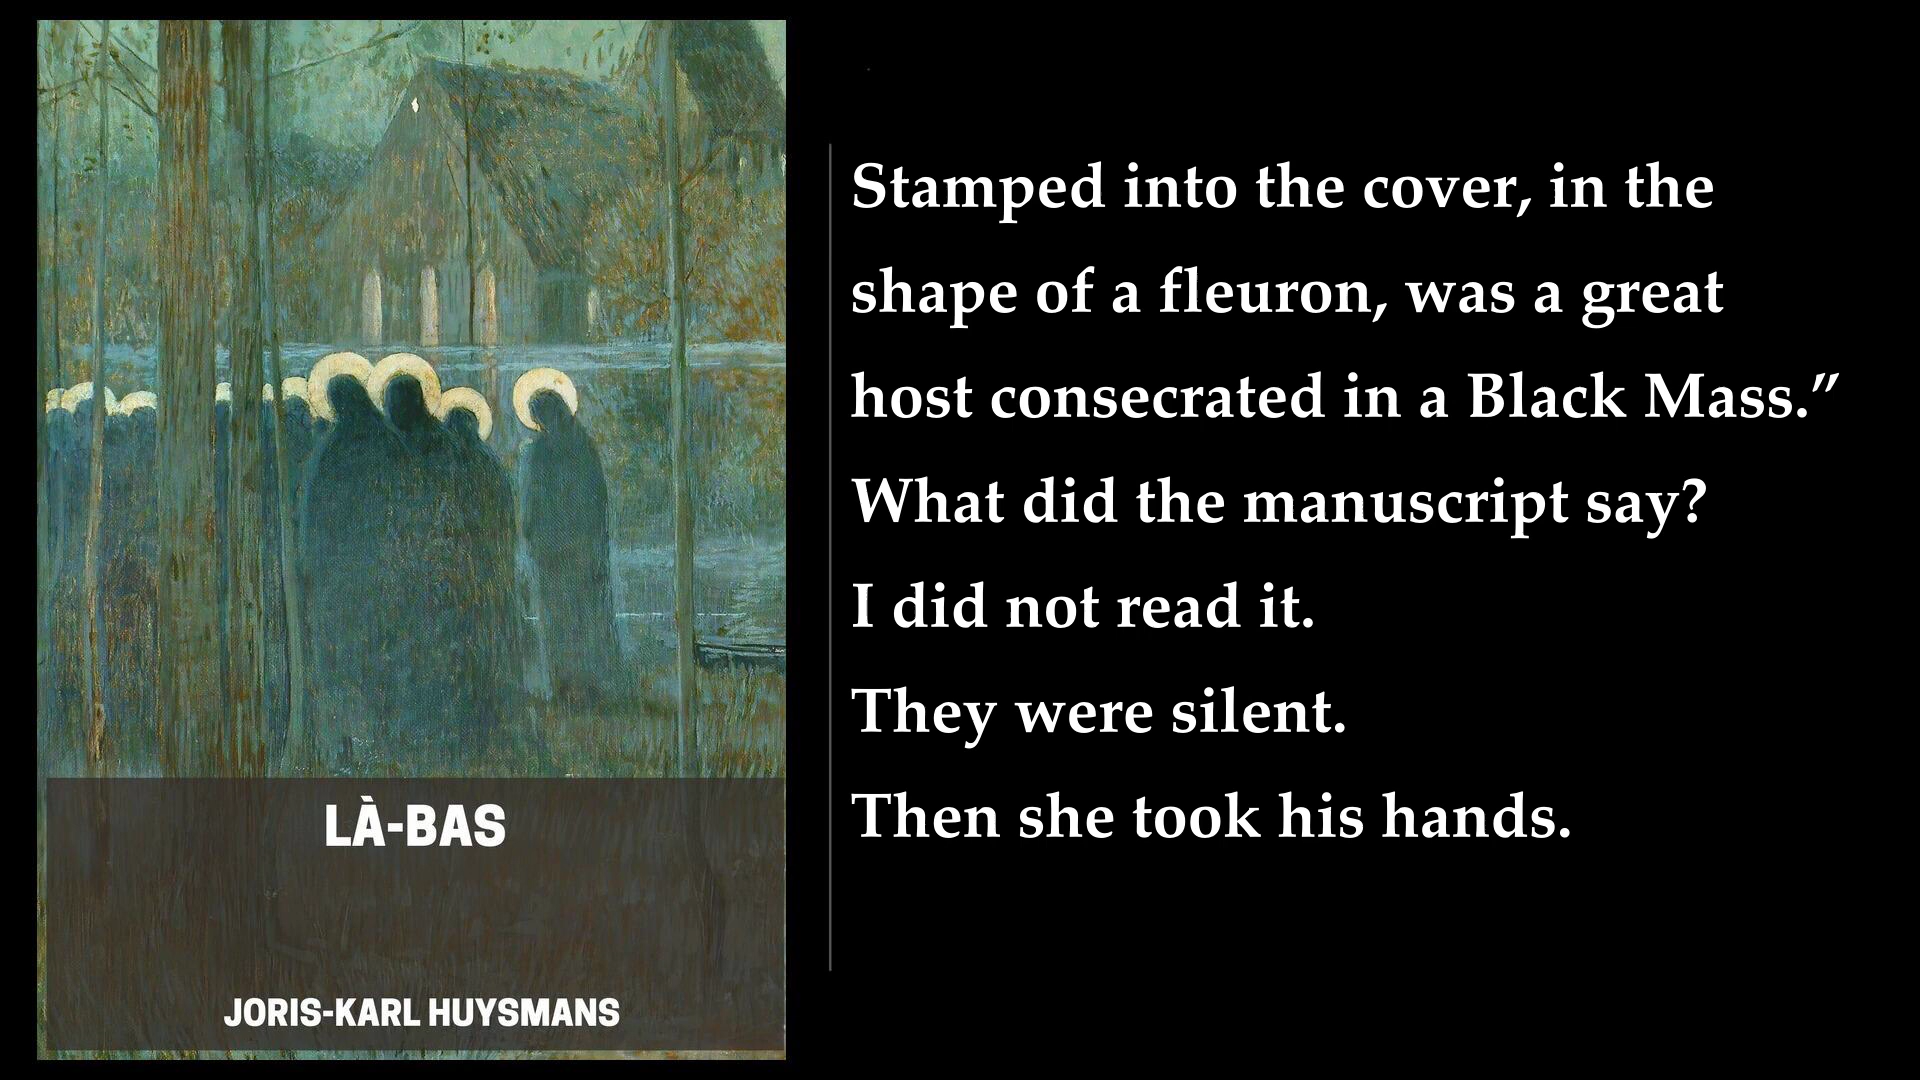 LÀ-BAS
JORIS-KARL HUYSMANS
Stamped into the cover, in the
shape of a fleuron, was a great
host consecrated in a Black Mass.”
What did the manuscript say?
I did not read it.
They were silent.
Then she took his hands.